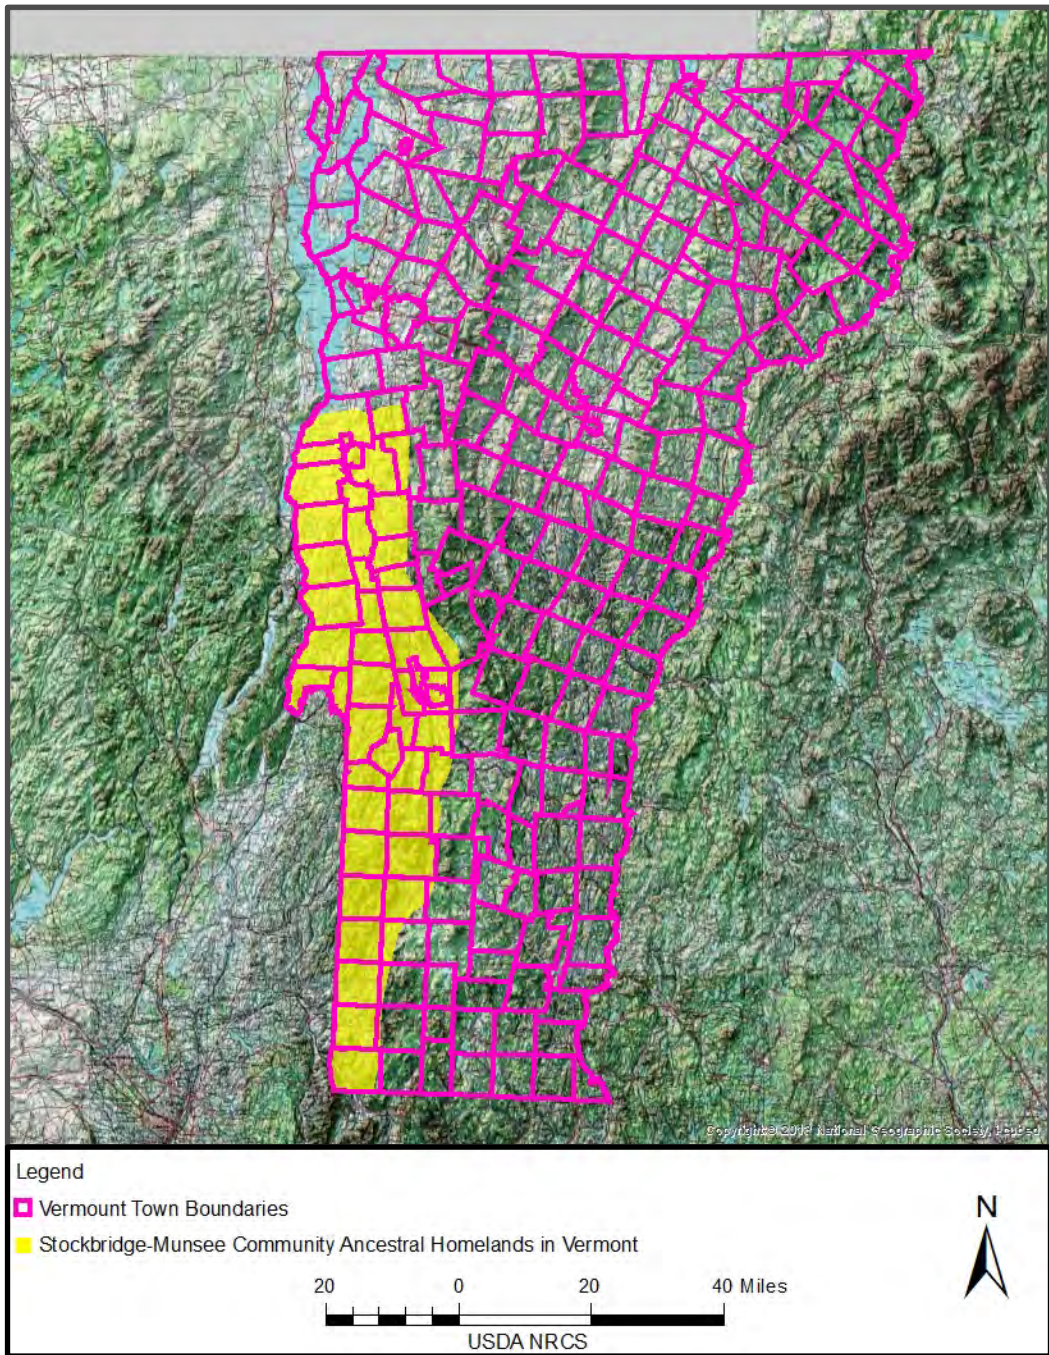 Copyright:© 2013 National Geographic Society, i-cubed
Legend
Vermount Town Boundaries
Stockbridge-Munsee Community Ancestral Homelands in Vermont
N
20 0 20 40 Miles
USDA NRCS